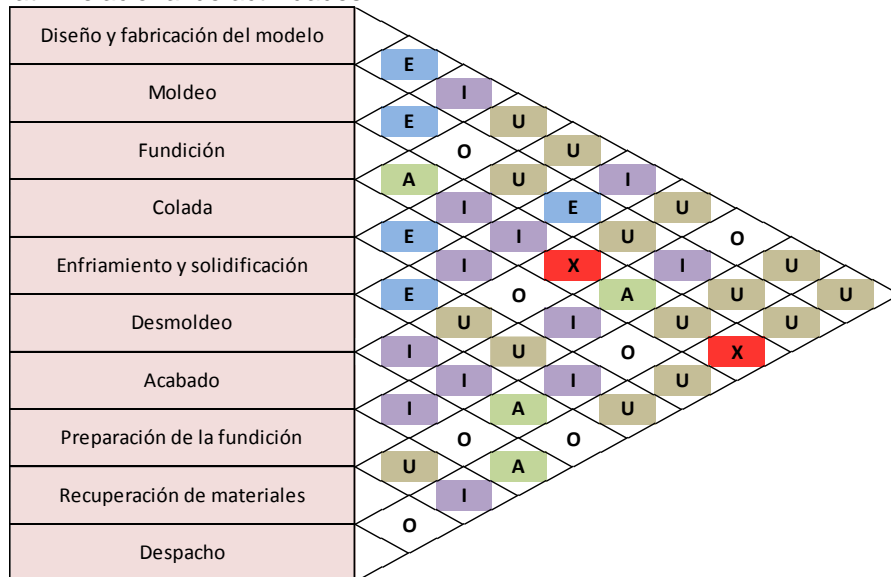 Diseño y fabricación del modelo
E
Moldeo I
E U
Fundición O U
A U I
Colada I E U
E I U O
Enfriamiento y solidificación I X I U
E O A U U
Desmoldeo U I U U
I U O X
Acabado I I U
I A U
Preparación de la fundición O O
U A
Recuperación de materiales I
O
Despacho